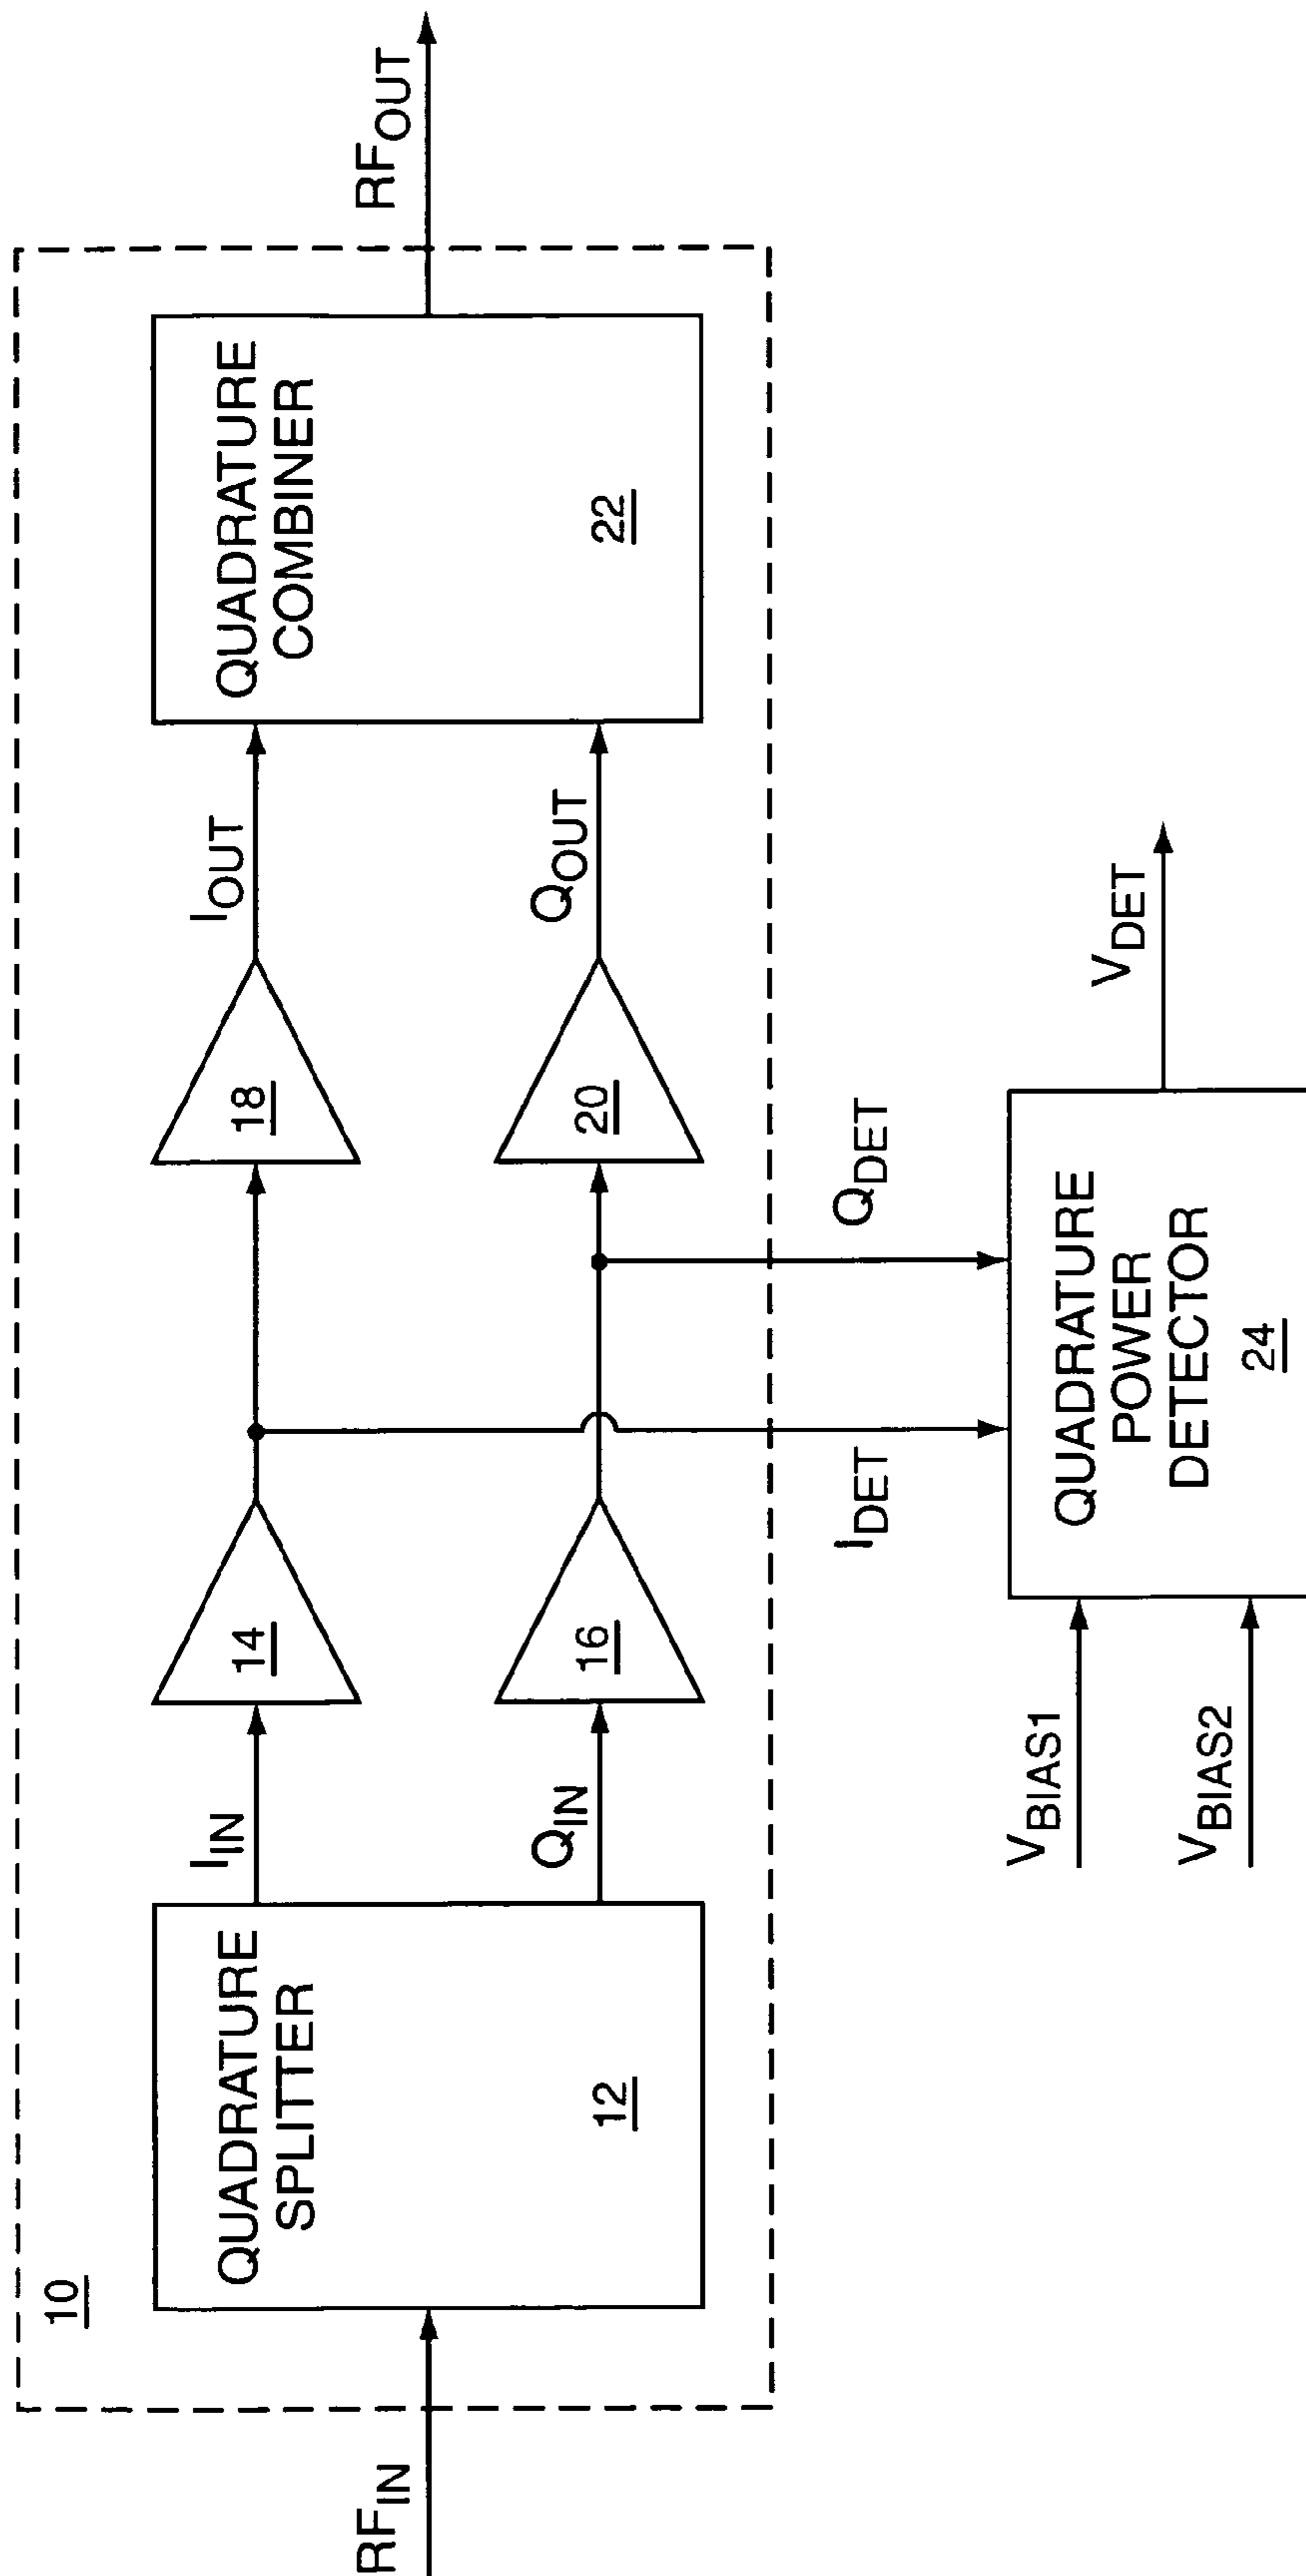 10
RF_IN
QUADRATURE
SPLITTER
12
I_IN
Q_IN
14
16
18
20
I_OUT
Q_OUT
QUADRATURE
COMBINER
22
RF_OUT
I_DET
Q_DET
V_BIAS1
V_BIAS2
QUADRATURE
POWER
DETECTOR
24
V_DET